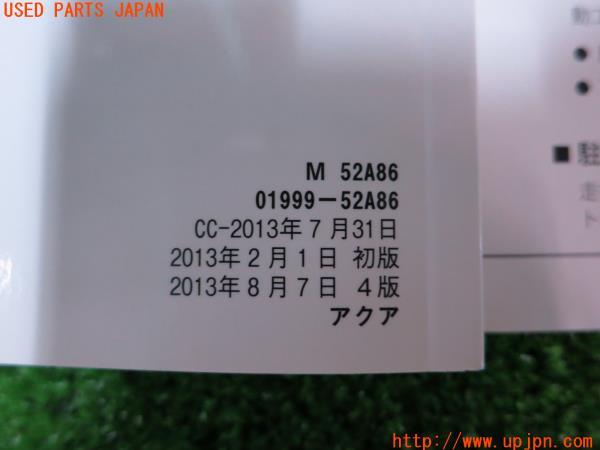 USED PARTS JAPAN
M 52A86
01999-52A86
CC-2013年7月31日
2013年2月1日 初版
2013年8月7日 4版
アクア
■ 駐
http://www.upjpn.com